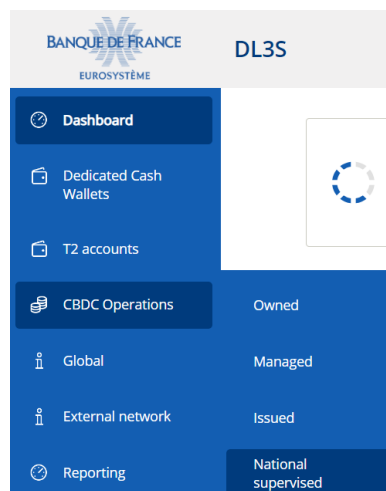 BANQUE DE FRANCE
EUROSYSTÈME
DL3S
Dashboard
Dedicated Cash
Wallets
T2 accounts
CBDC Operations
Owned
Global
Managed
External network
Issued
Reporting
National
supervised